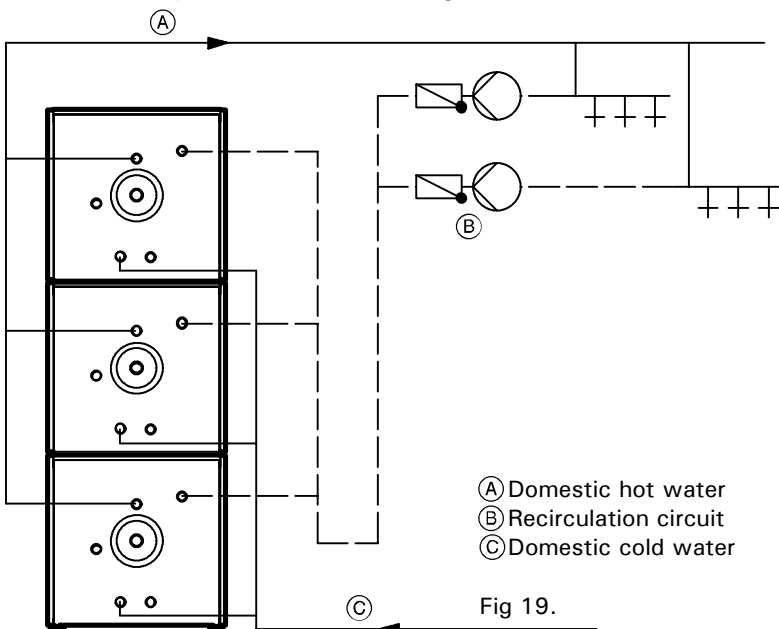 Ⓐ
Ⓑ
Ⓐ Domestic hot water
Ⓑ Recirculation circuit
Ⓒ Domestic cold water
Ⓒ
Fig 19.